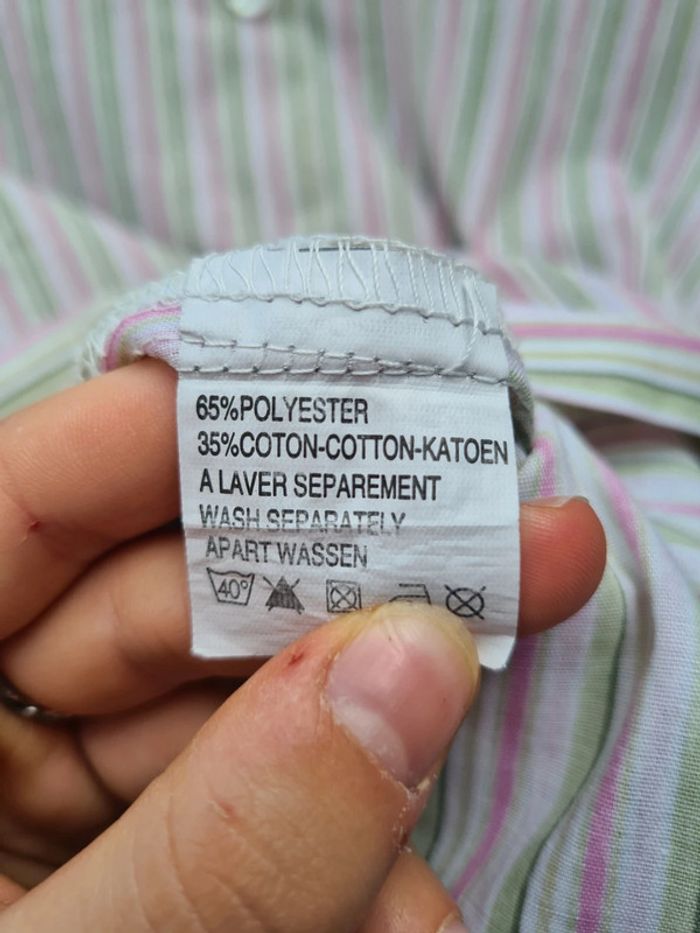 65%POLYESTER
35%COTON-COTTON-KATOEN
A LAVER SEPAREMENT
WASH SEPARATELY
APART WASSEN
40°